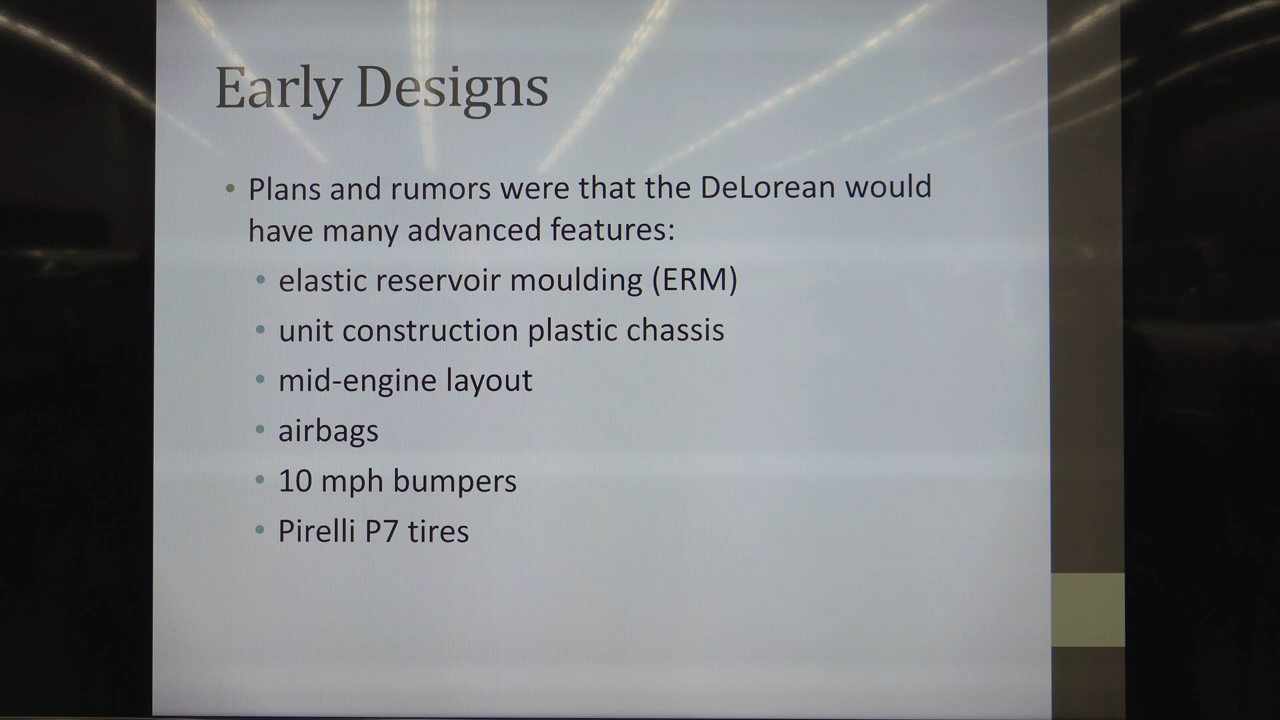 Early Designs
• Plans and rumors were that the DeLorean would
have many advanced features:
• elastic reservoir moulding (ERM)
• unit construction plastic chassis
• mid-engine layout
• airbags
• 10 mph bumpers
• Pirelli P7 tires